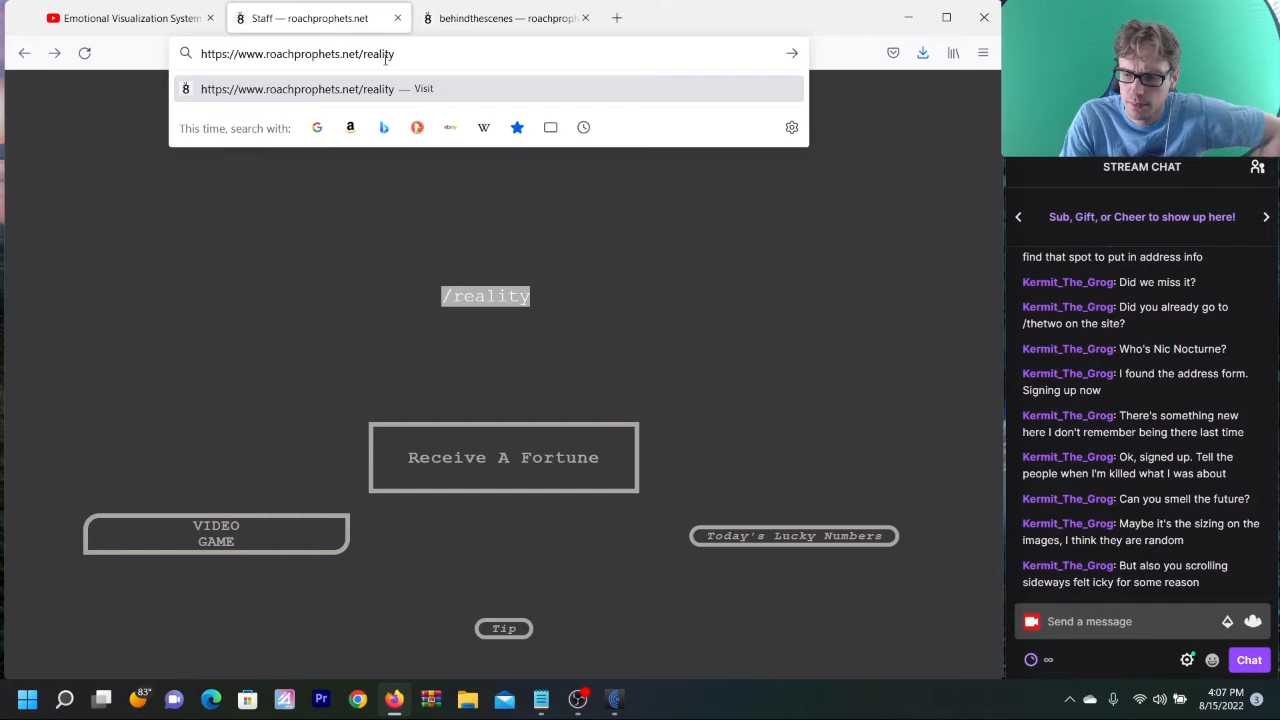 Emotional Visualization System
Staff — roachprophets.net
behindthescenes — roachproph
https://www.roachprophets.net/reality
https://www.roachprophets.net/reality — Visit
This time, search with:
/reality
Receive A Fortune
VIDEO
GAME
Today's Lucky Numbers
Tip
STREAM CHAT
Sub, Gift, or Cheer to show up here!
find that spot to put in address info
Kermit_The_Grog: Did we miss it?
Kermit_The_Grog: Did you already go to
/thetwo on the site?
Kermit_The_Grog: Who's Nic Nocturne?
Kermit_The_Grog: I found the address form.
Signing up now
Kermit_The_Grog: There's something new
here I don't remember being there last time
Kermit_The_Grog: Ok, signed up. Tell the
people when I'm killed what I was about
Kermit_The_Grog: Can you smell the future?
Kermit_The_Grog: Maybe it's the sizing on the
images, I think they are random
Kermit_The_Grog: But also you scrolling
sideways felt icky for some reason
Send a message
Chat
83°
Pr
4:07 PM
8/15/2022
3